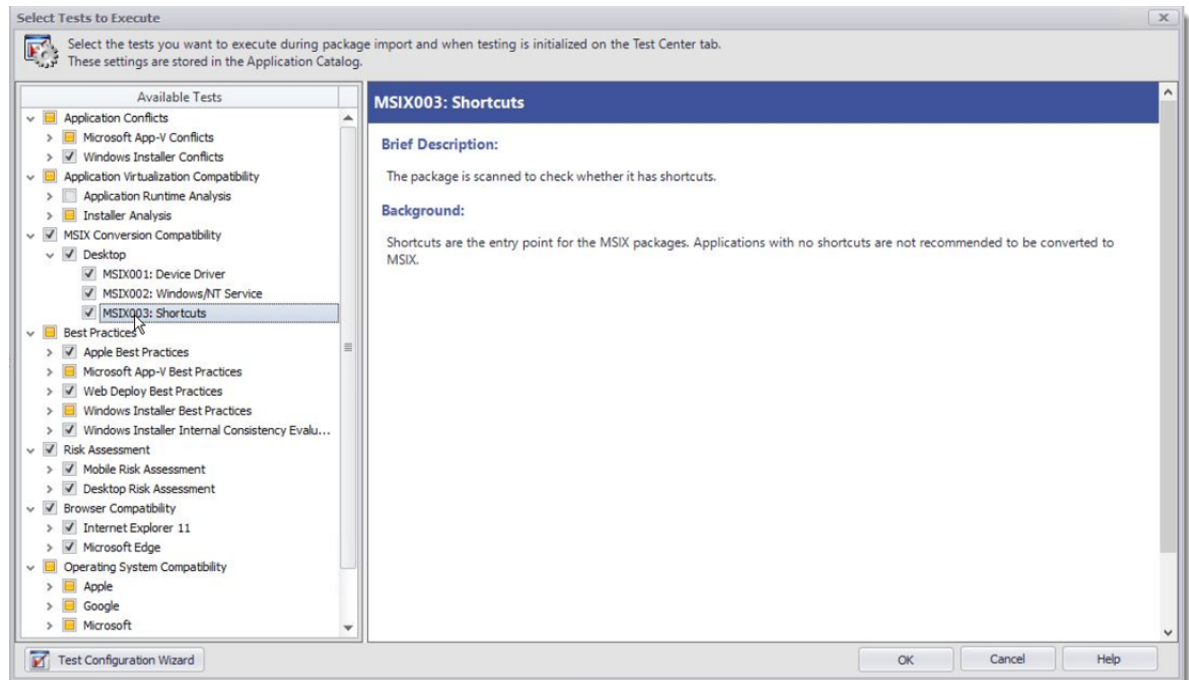 Select Tests to Execute
Select the tests you want to execute during package import and when testing is initialized on the Test Center tab.
These settings are stored in the Application Catalog.
Available Tests
Application Conflicts
Microsoft App-V Conflicts
Windows Installer Conflicts
Application Virtualization Compatibility
Application Runtime Analysis
Installer Analysis
MSIX Conversion Compatibility
Desktop
MSIX001: Device Driver
MSIX002: Windows/NT Service
MSIX003: Shortcuts
Best Practices
Apple Best Practices
Microsoft App-V Best Practices
Web Deploy Best Practices
Windows Installer Best Practices
Windows Installer Internal Consistency Evalu...
Risk Assessment
Mobile Risk Assessment
Desktop Risk Assessment
Browser Compatibility
Internet Explorer 11
Microsoft Edge
Operating System Compatibility
Apple
Google
Microsoft
MSIX003: Shortcuts
Brief Description:
The package is scanned to check whether it has shortcuts.
Background:
Shortcuts are the entry point for the MSIX packages. Applications with no shortcuts are not recommended to be converted to
MSIX.
Test Configuration Wizard
OK
Cancel
Help